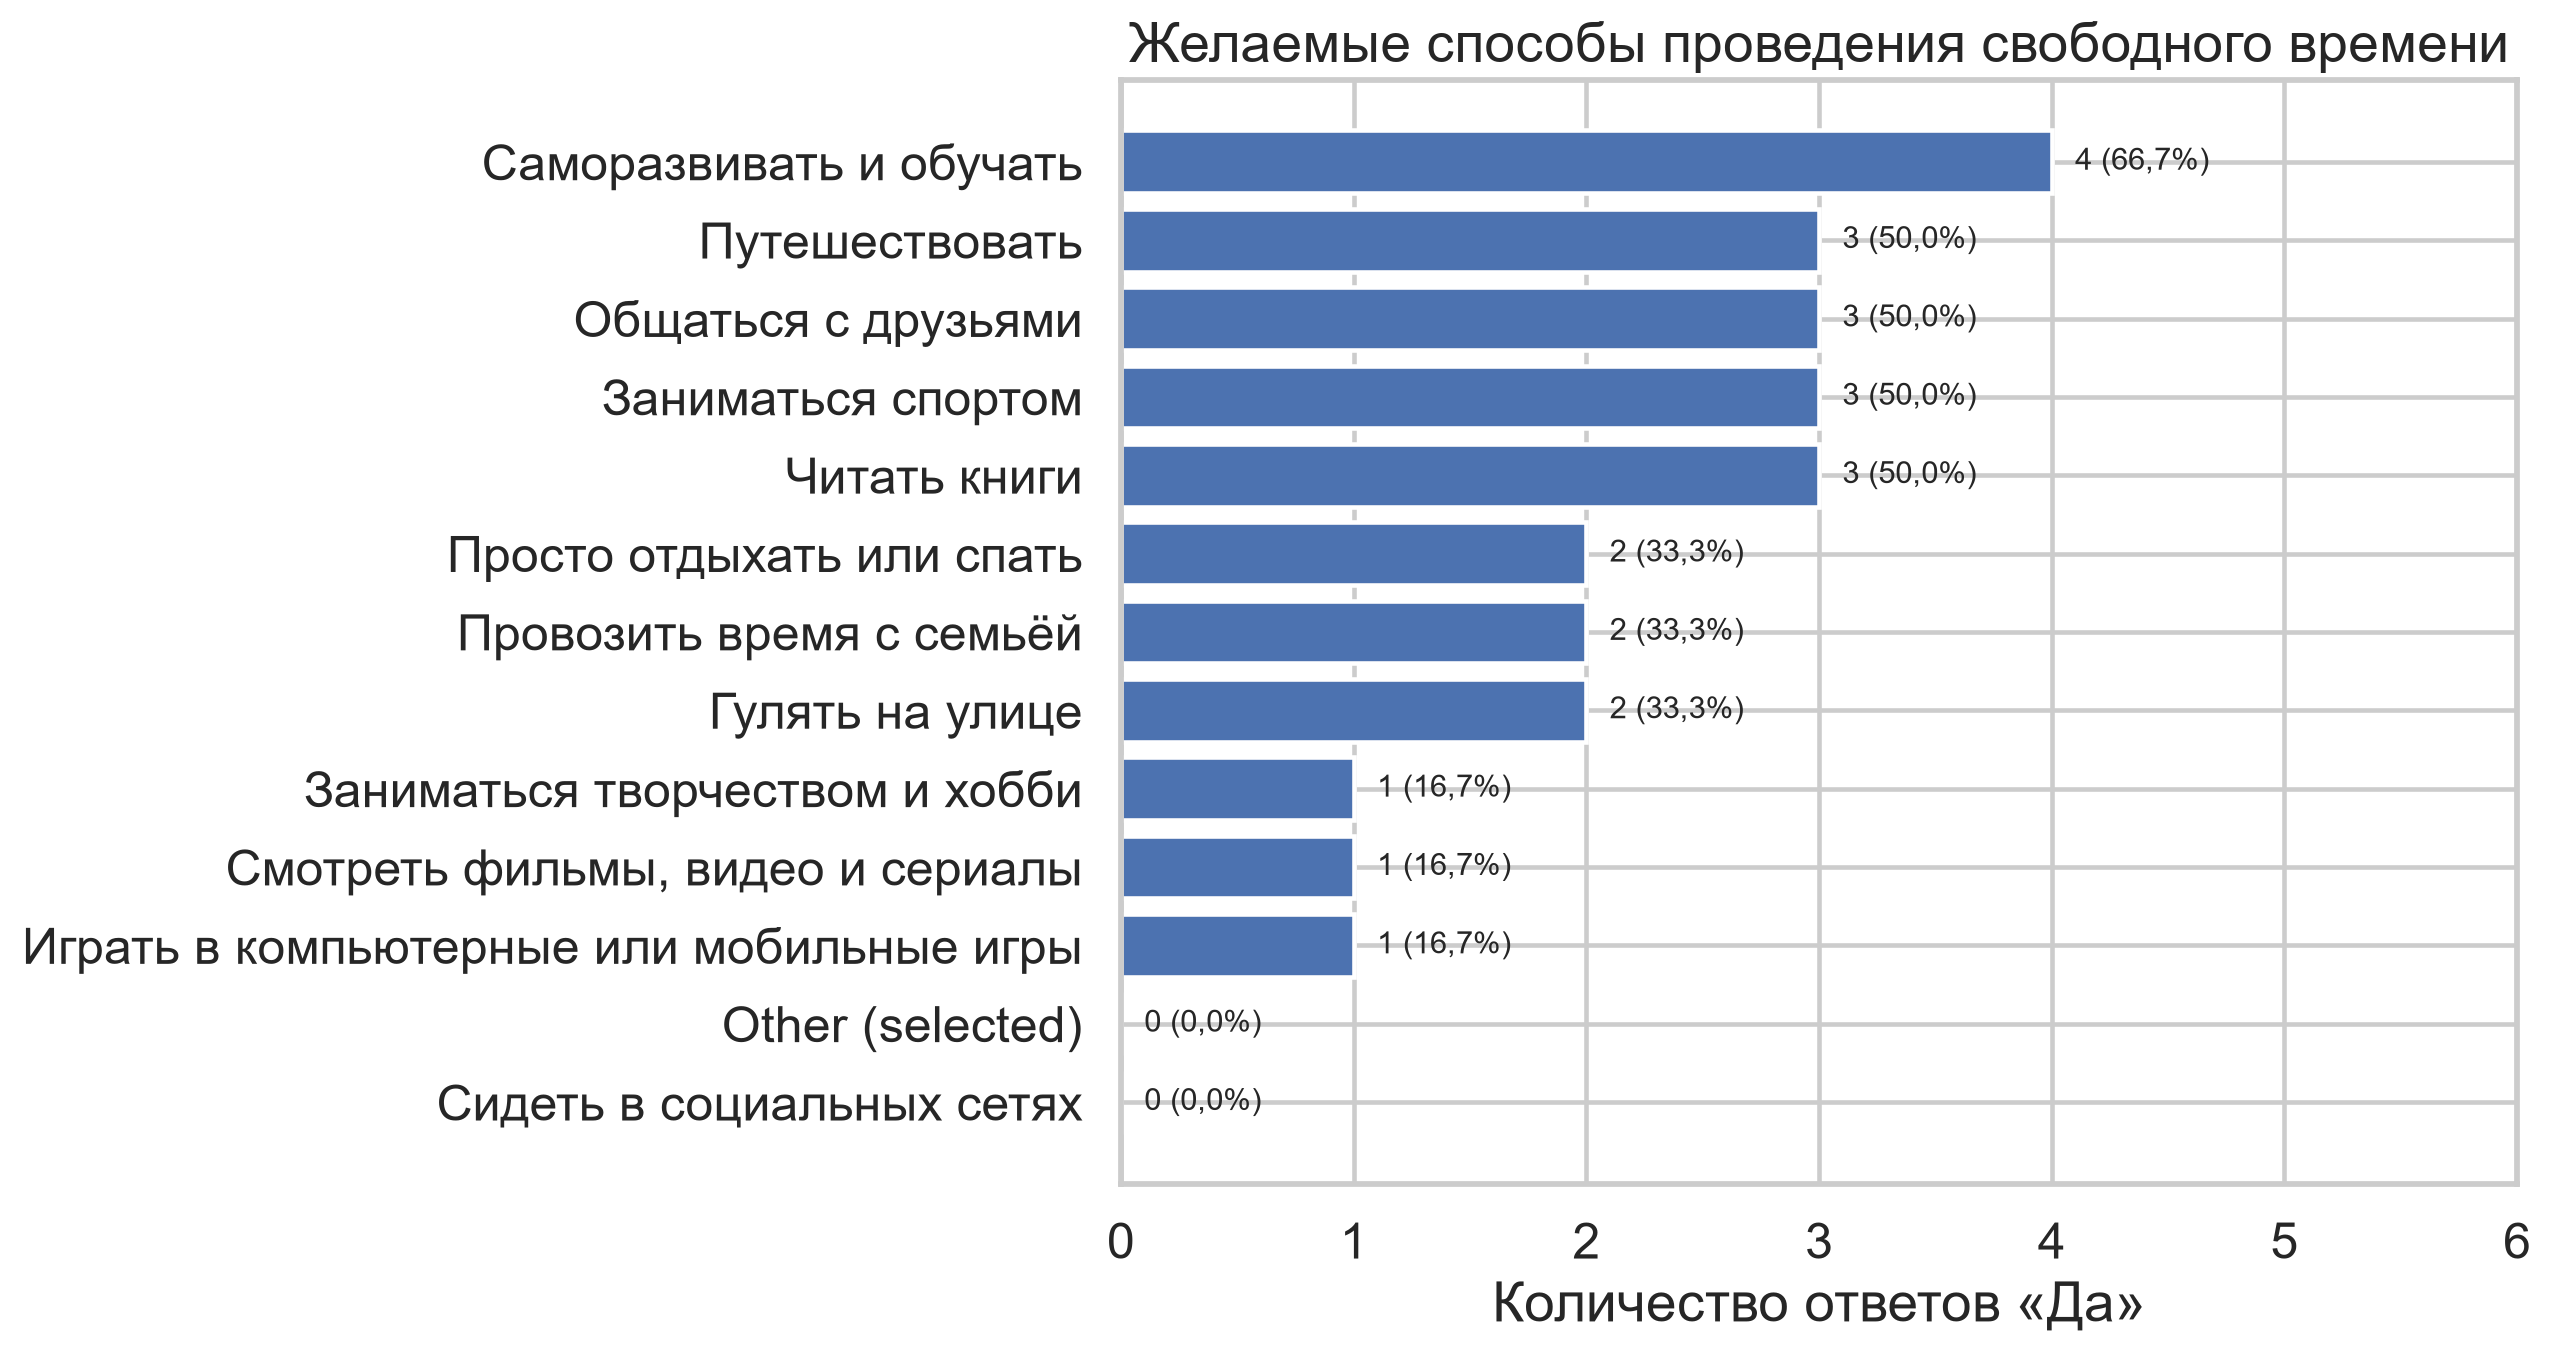 Желаемые способы проведения свободного времени
Саморазвивать и обучать 4 (66,7%)
Путешествовать 3 (50,0%)
Общаться с друзьями 3 (50,0%)
Заниматься спортом 3 (50,0%)
Читать книги 3 (50,0%)
Просто отдыхать или спать 2 (33,3%)
Провозить время с семьёй 2 (33,3%)
Гулять на улице 2 (33,3%)
Заниматься творчеством и хобби 1 (16,7%)
Смотреть фильмы, видео и сериалы 1 (16,7%)
Играть в компьютерные или мобильные игры 1 (16,7%)
Other (selected) 0 (0,0%)
Сидеть в социальных сетях 0 (0,0%)
0 1 2 3 4 5 6
Количество ответов «Да»